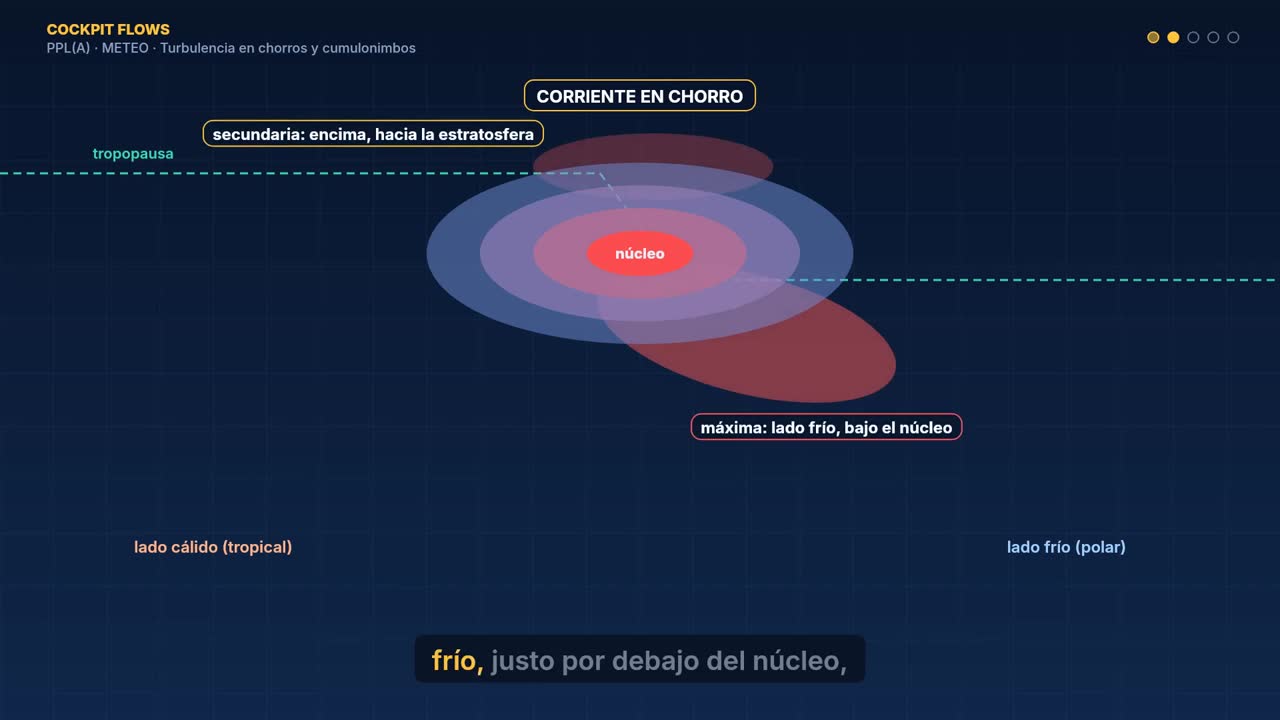 COCKPIT FLOWS
PPL(A) · METEO · Turbulencia en chorros y cumulonimbos
CORRIENTE EN CHORRO
secundaria: encima, hacia la estratosfera
tropopausa
núcleo
máxima: lado frío, bajo el núcleo
lado cálido (tropical)
lado frío (polar)
frío, justo por debajo del núcleo,